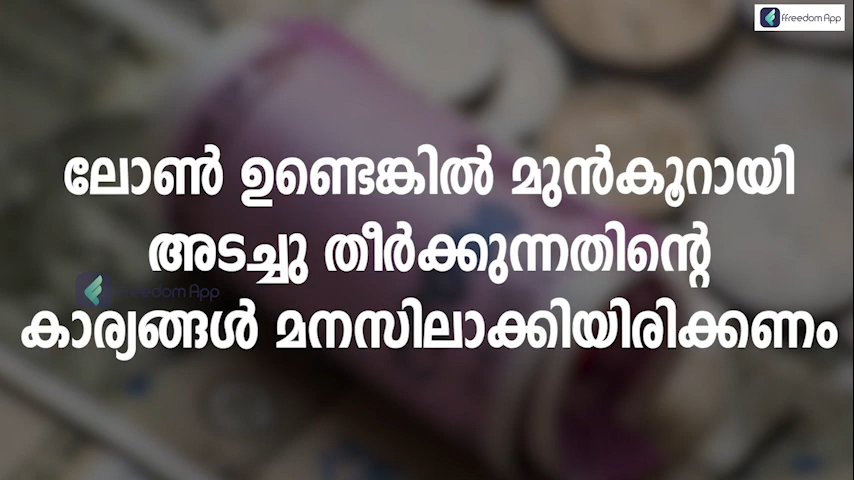 ffreedom App
ലോൺ ഉണ്ടെങ്കിൽ മുൻകൂറായി
അടച്ചു തീർക്കുന്നതിന്റെ
ffreedom App
കാര്യങ്ങൾ മനസിലാക്കിയിരിക്കണം